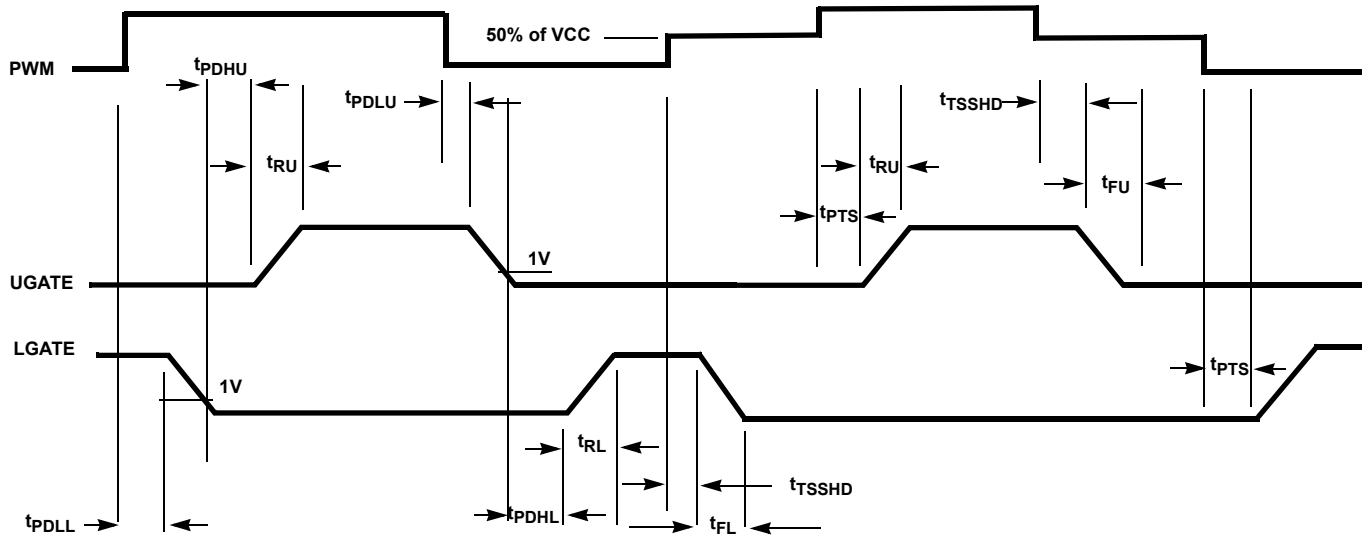 50% of VCC
PWM
tPDHU
tPDLU
tTSSHD
tRU
tRU
tFU
tPTS
1V
UGATE
LGATE
tPTS
1V
tRL
tTSSHD
tPDLL
tPDHL
tFL